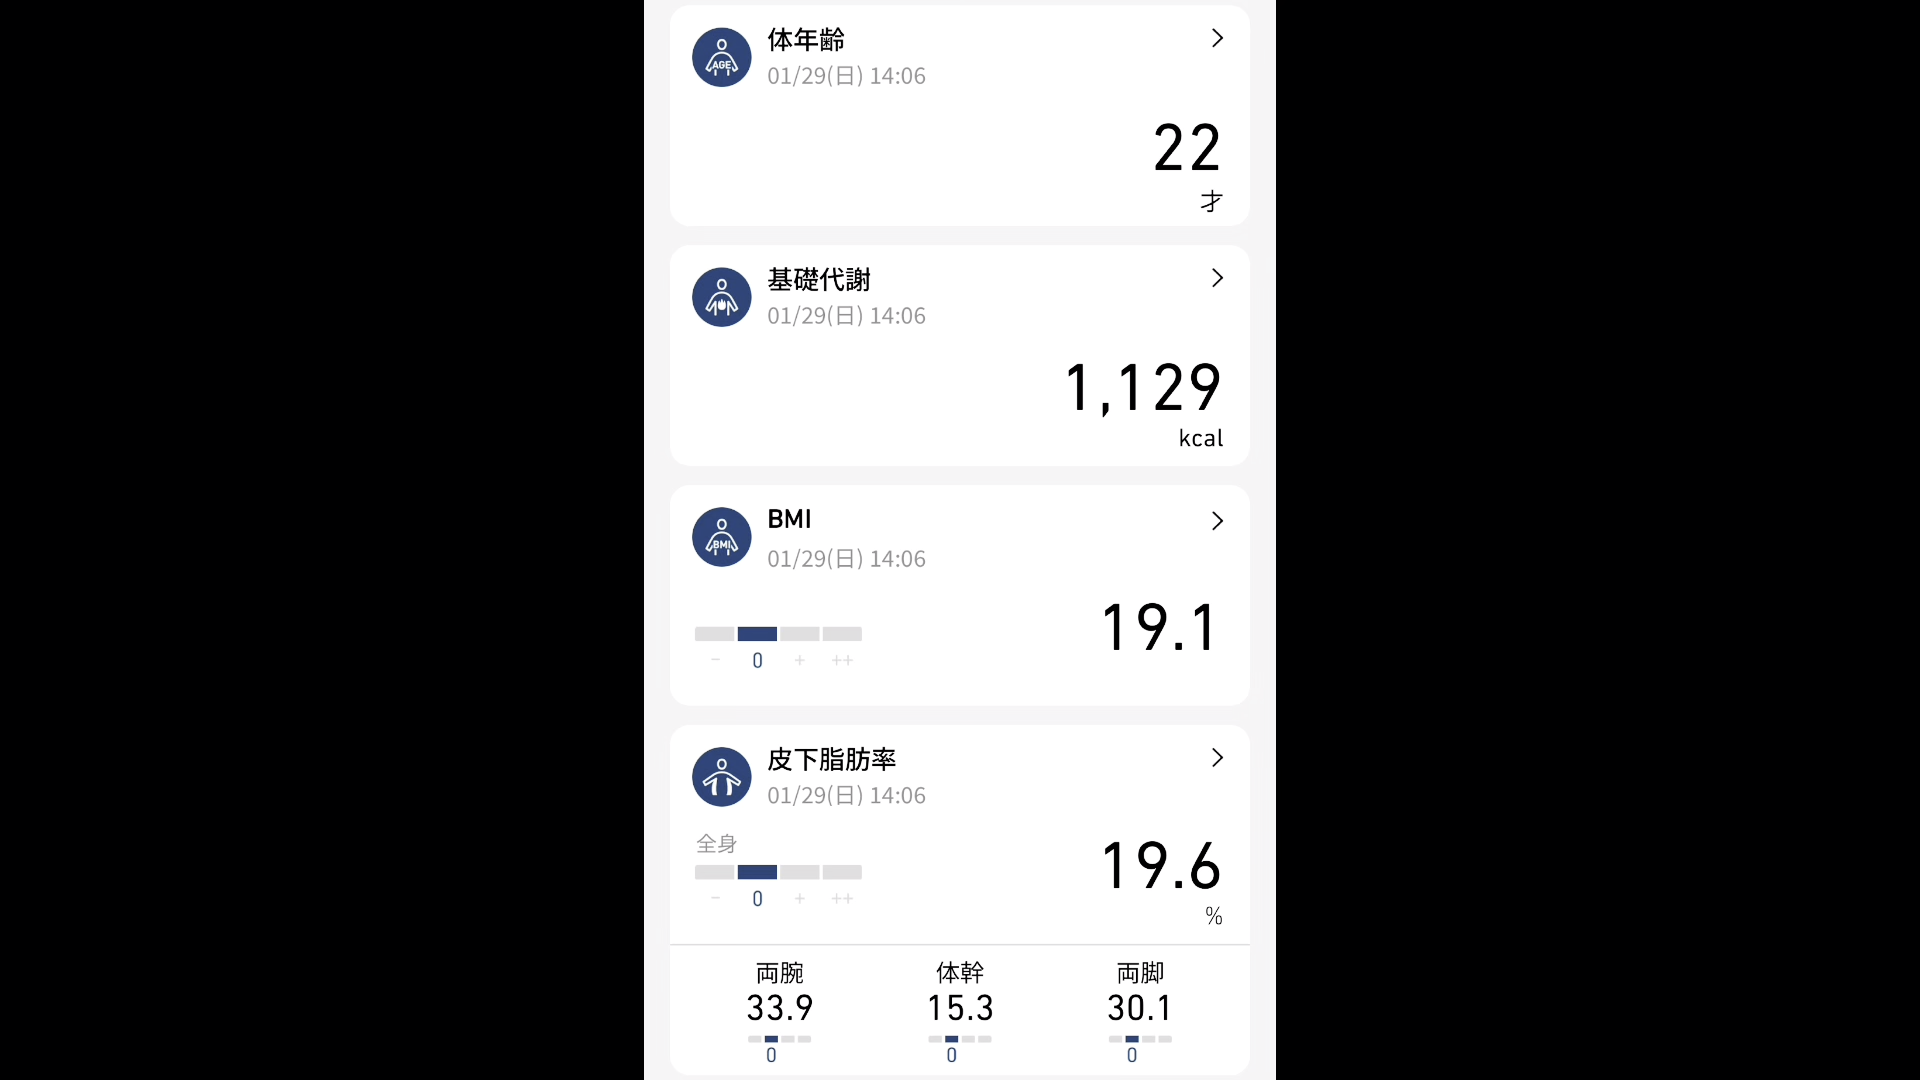 体年齢
01/29(日) 14:06
22
才
基礎代謝
01/29(日) 14:06
1,129
kcal
BMI
01/29(日) 14:06
19.1
- 0 + ++
皮下脂肪率
01/29(日) 14:06
全身
19.6
- 0 + ++
%
両腕 体幹 両脚
33.9 15.3 30.1
0 0 0